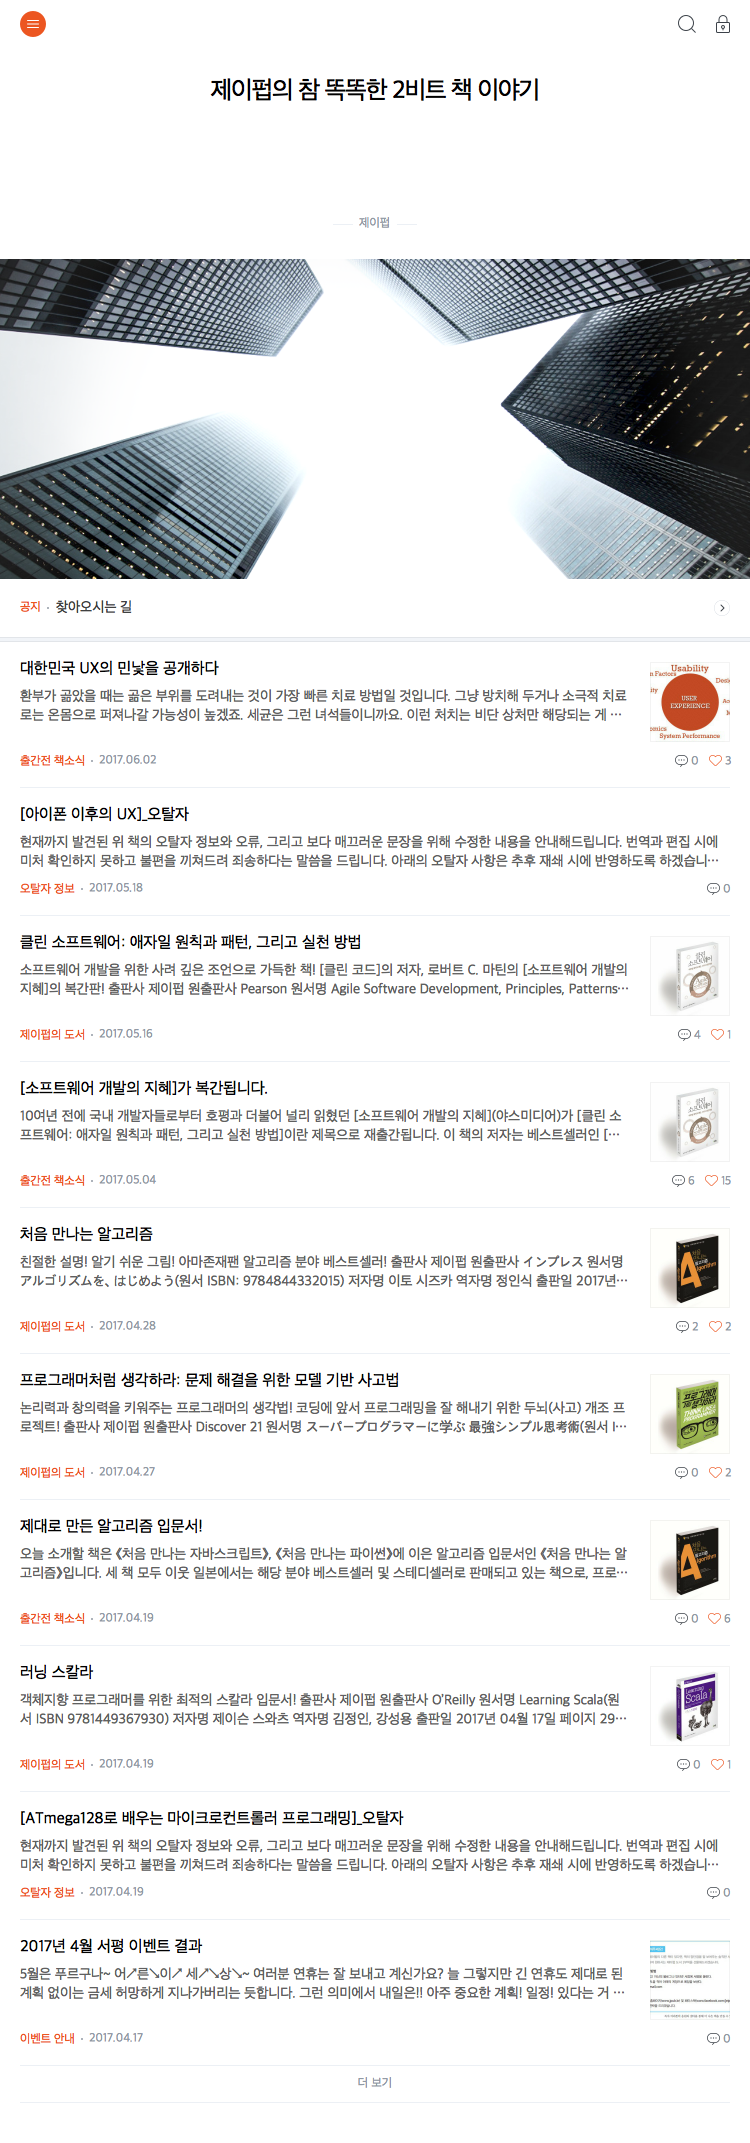 제이펍의 참 똑똑한 2비트 책 이야기
제이펍
공지 · 찾아오시는 길
대한민국 UX의 민낯을 공개하다
환부가 곪았을 때는 곪은 부위를 도려내는 것이 가장 빠른 치료 방법일 것입니다. 그냥 방치해 두거나 소극적 치료
로는 온몸으로 퍼져나갈 가능성이 높겠죠. 세균은 그런 녀석들이니까요. 이런 처치는 비단 상처만 해당되는 게 …
Usability
n Factors
Desi
ity
USER
EXPERIENCE
omics
System Performance
출간전 책소식 · 2017.06.02
0 3
[아이폰 이후의 UX]_오탈자
현재까지 발견된 위 책의 오탈자 정보와 오류, 그리고 보다 매끄러운 문장을 위해 수정한 내용을 안내해드립니다. 번역과 편집 시에
미처 확인하지 못하고 불편을 끼쳐드려 죄송하다는 말씀을 드립니다. 아래의 오탈자 사항은 추후 재쇄 시에 반영하도록 하겠습니…
오탈자 정보 · 2017.05.18
0
클린 소프트웨어: 애자일 원칙과 패턴, 그리고 실천 방법
소프트웨어 개발을 위한 사려 깊은 조언으로 가득한 책! [클린 코드]의 저자, 로버트 C. 마틴의 [소프트웨어 개발의
지혜]의 복간판! 출판사 제이펍 원출판사 Pearson 원서명 Agile Software Development, Principles, Patterns…
제이펍의 도서 · 2017.05.16
4 1
[소프트웨어 개발의 지혜]가 복간됩니다.
10여년 전에 국내 개발자들로부터 호평과 더불어 널리 읽혔던 [소프트웨어 개발의 지혜](야스미디어)가 [클린 소
프트웨어: 애자일 원칙과 패턴, 그리고 실천 방법]이란 제목으로 재출간됩니다. 이 책의 저자는 베스트셀러인 […
출간전 책소식 · 2017.05.04
6 15
처음 만나는 알고리즘
친절한 설명! 알기 쉬운 그림! 아마존재팬 알고리즘 분야 베스트셀러! 출판사 제이펍 원출판사 インプレス 원서명
アルゴリズムを、はじめよう(원서 ISBN: 9784844332015) 저자명 이토 시즈카 역자명 정인식 출판일 2017년…
Algorithm
제이펍의 도서 · 2017.04.28
2 2
프로그래머처럼 생각하라: 문제 해결을 위한 모델 기반 사고법
논리력과 창의력을 키워주는 프로그래머의 생각법! 코딩에 앞서 프로그래밍을 잘 해내기 위한 두뇌(사고) 개조 프
로젝트! 출판사 제이펍 원출판사 Discover 21 원서명 スーパープログラマーに学ぶ 最強シンプル思考術(원서 I…
제이펍의 도서 · 2017.04.27
0 2
제대로 만든 알고리즘 입문서!
오늘 소개할 책은 《처음 만나는 자바스크립트》, 《처음 만나는 파이썬》에 이은 알고리즘 입문서인 《처음 만나는 알
고리즘》입니다. 세 책 모두 이웃 일본에서는 해당 분야 베스트셀러 및 스테디셀러로 판매되고 있는 책으로, 프로…
Algorithm
출간전 책소식 · 2017.04.19
0 6
러닝 스칼라
객체지향 프로그래머를 위한 최적의 스칼라 입문서! 출판사 제이펍 원출판사 O'Reilly 원서명 Learning Scala(원
서 ISBN 9781449367930) 저자명 제이슨 스와츠 역자명 김정인, 강성용 출판일 2017년 04월 17일 페이지 29…
Learning
Scala
제이펍의 도서 · 2017.04.19
0 1
[ATmega128로 배우는 마이크로컨트롤러 프로그래밍]_오탈자
현재까지 발견된 위 책의 오탈자 정보와 오류, 그리고 보다 매끄러운 문장을 위해 수정한 내용을 안내해드립니다. 번역과 편집 시에
미처 확인하지 못하고 불편을 끼쳐드려 죄송하다는 말씀을 드립니다. 아래의 오탈자 사항은 추후 재쇄 시에 반영하도록 하겠습니…
오탈자 정보 · 2017.04.19
0
2017년 4월 서평 이벤트 결과
5월은 푸르구나~ 어↗른↘이↗ 세↗↘상↘~ 여러분 연휴는 잘 보내고 계신가요? 늘 그렇지만 긴 연휴도 제대로 된
계획 없이는 금세 허망하게 지나가버리는 듯합니다. 그런 의미에서 내일은!! 아주 중요한 계획! 일정! 있다는 거 …
이벤트 안내 · 2017.04.17
0
더 보기